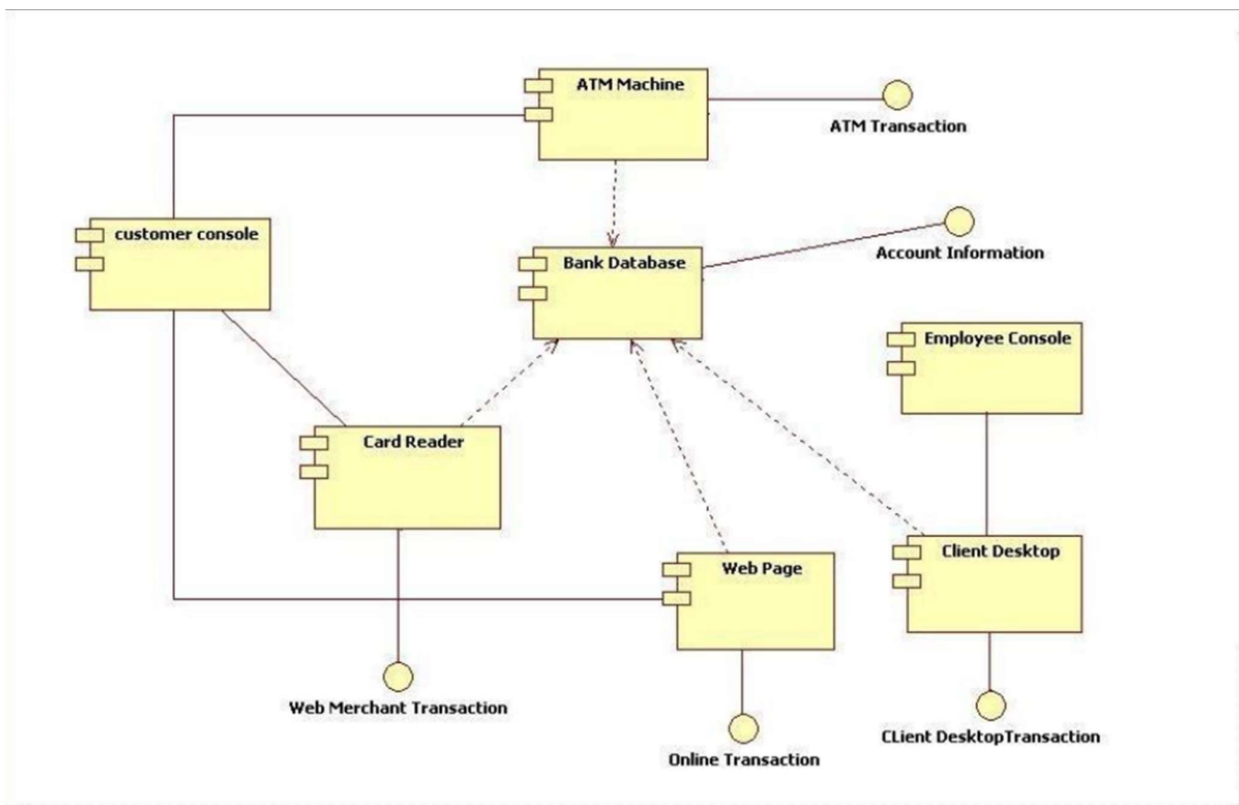 ATM Machine
ATM Transaction
customer console
Bank Database
Account Information
Employee Console
Card Reader
Client Desktop
Web Page
Web Merchant Transaction
CLient DesktopTransaction
Online Transaction